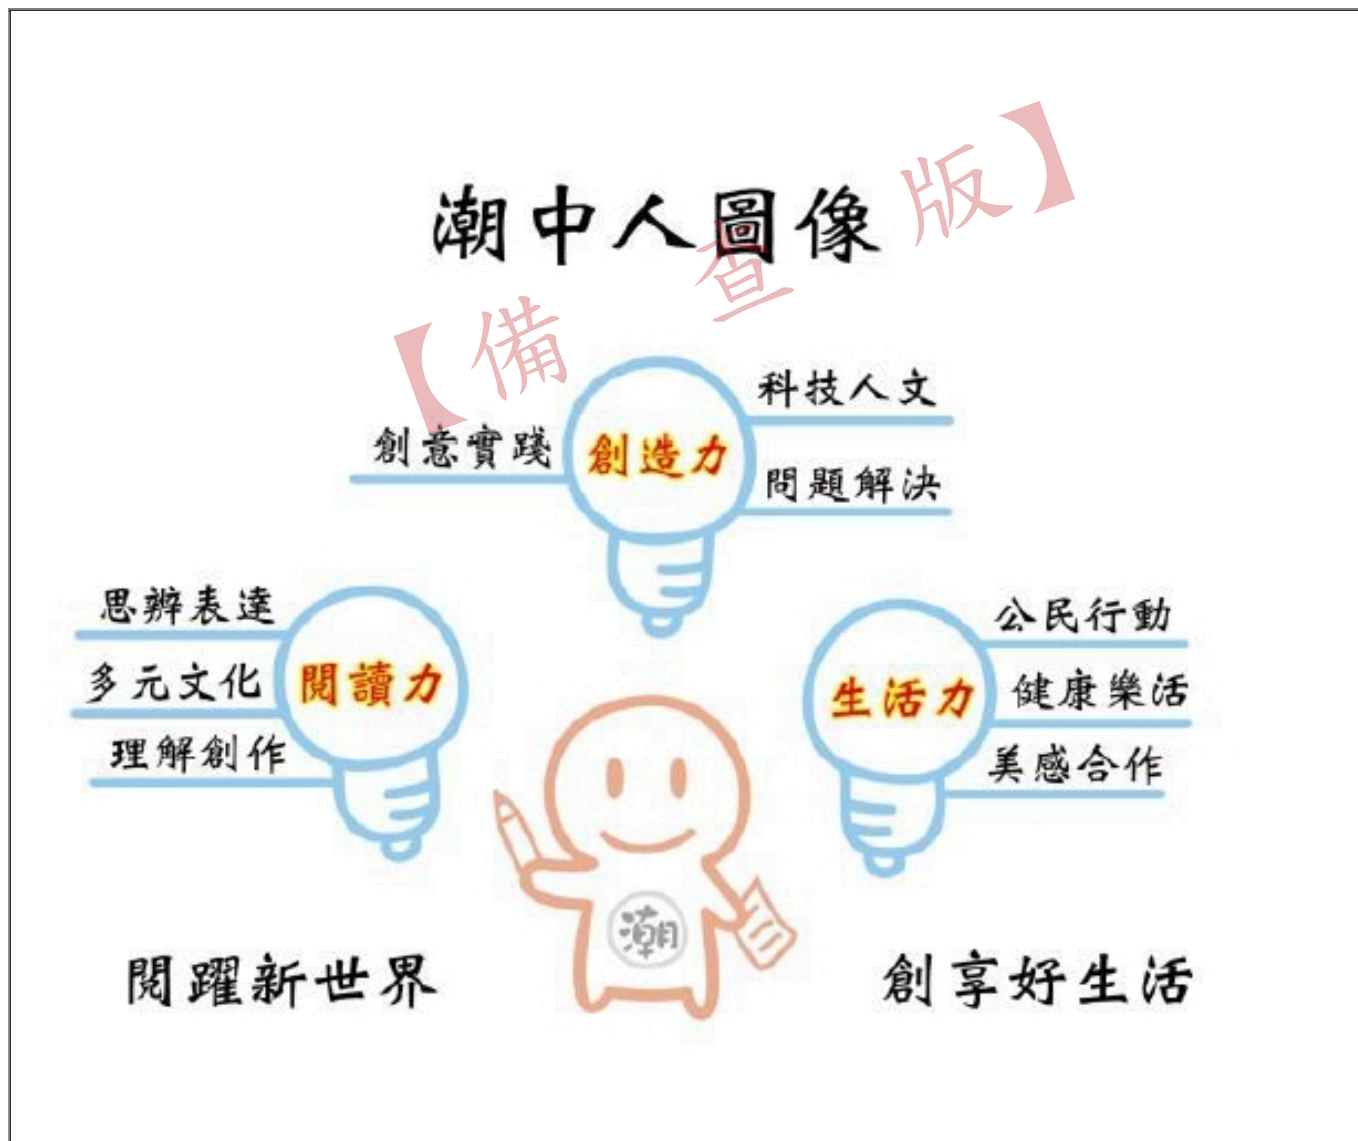 潮中人圖像
【備查版】
科技人文
創意實踐
創造力
問題解決
思辨表達
多元文化
閱讀力
理解創作
公民行動
生活力
健康樂活
美感合作
潮
閱躍新世界
創享好生活